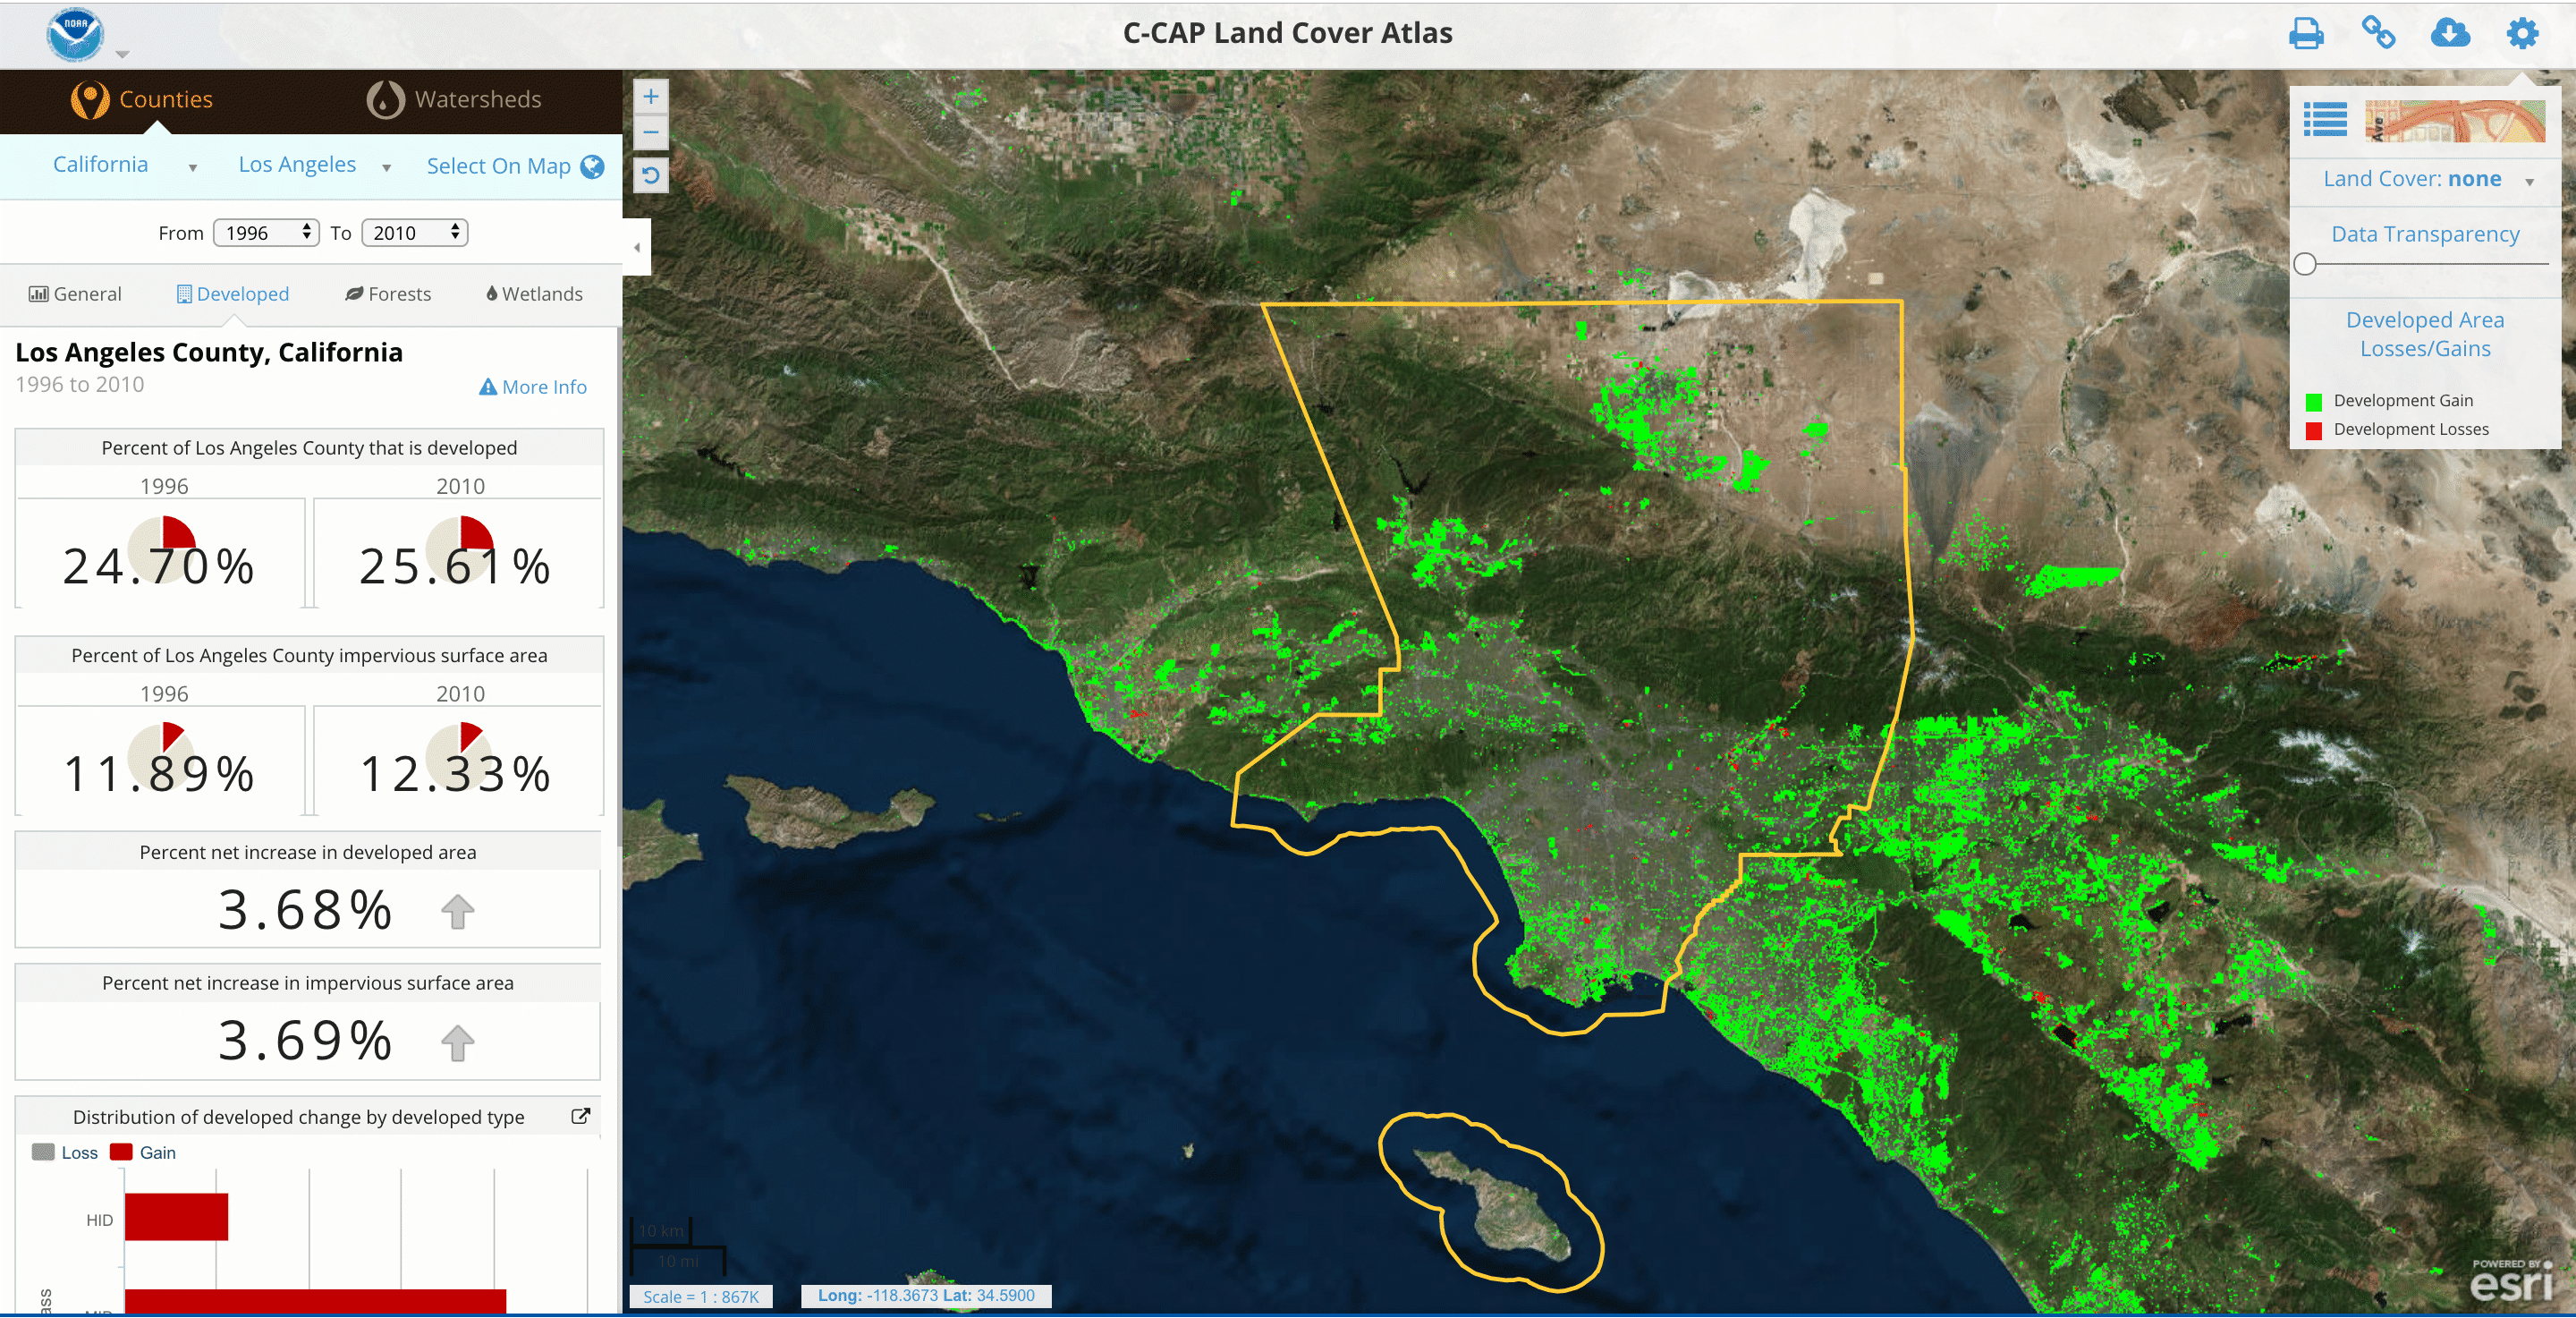 NOAA
C-CAP Land Cover Atlas
Counties
Watersheds
California
Los Angeles
Select On Map
From 1996 To 2010
General
Developed
Forests
Wetlands
Los Angeles County, California
1996 to 2010
More Info
Percent of Los Angeles County that is developed
1996
2010
24.70%
25.61%
Percent of Los Angeles County impervious surface area
1996
2010
11.89%
12.33%
Percent net increase in developed area
3.68%
Percent net increase in impervious surface area
3.69%
Distribution of developed change by developed type
Loss Gain
HID
+
−
10 km
10 mi
Scale = 1 : 867K
Long: -118.3673 Lat: 34.5900
Ave
Land Cover: none
Data Transparency
Developed Area
Losses/Gains
Development Gain
Development Losses
POWERED BY
esri